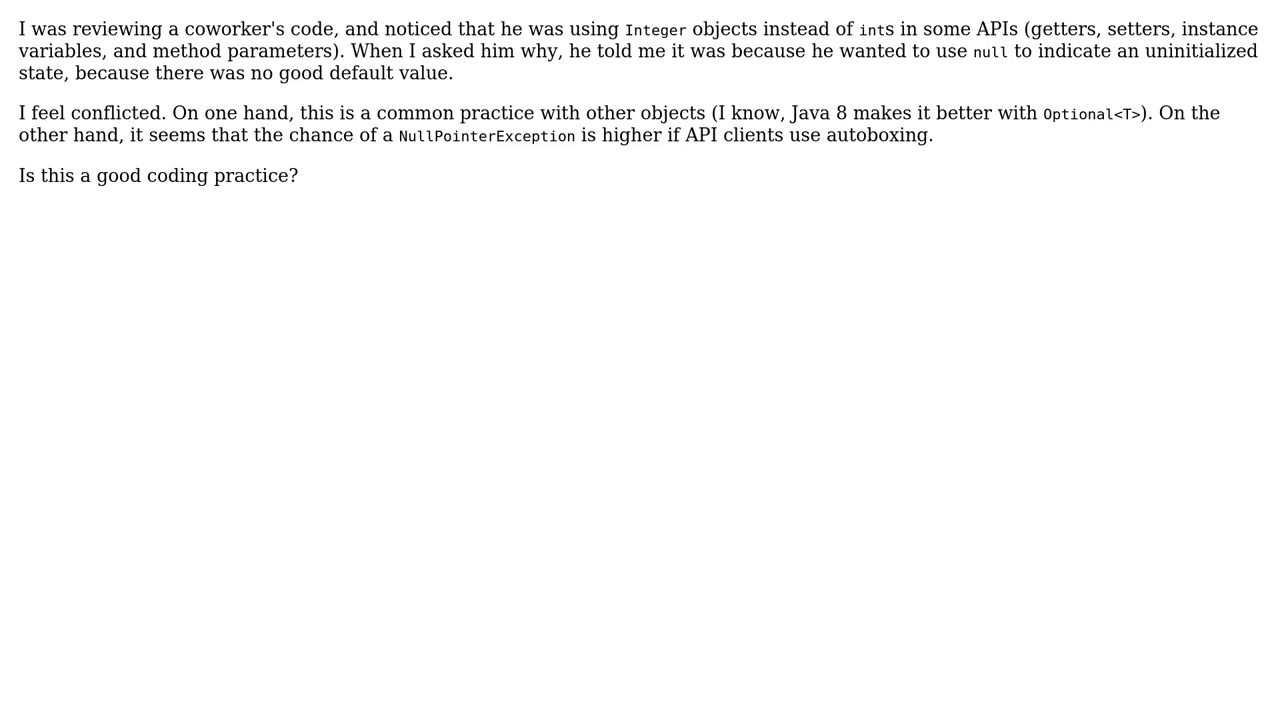 I was reviewing a coworker's code, and noticed that he was using Integer objects instead of ints in some APIs (getters, setters, instance
variables, and method parameters). When I asked him why, he told me it was because he wanted to use null to indicate an uninitialized
state, because there was no good default value.
I feel conflicted. On one hand, this is a common practice with other objects (I know, Java 8 makes it better with Optional<T>). On the
other hand, it seems that the chance of a NullPointerException is higher if API clients use autoboxing.
Is this a good coding practice?